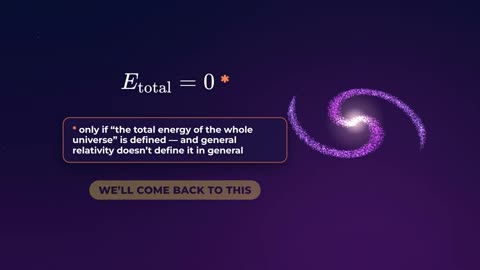 E_total = 0 *
* only if “the total energy of the whole
universe” is defined — and general
relativity doesn’t define it in general
WE’LL COME BACK TO THIS